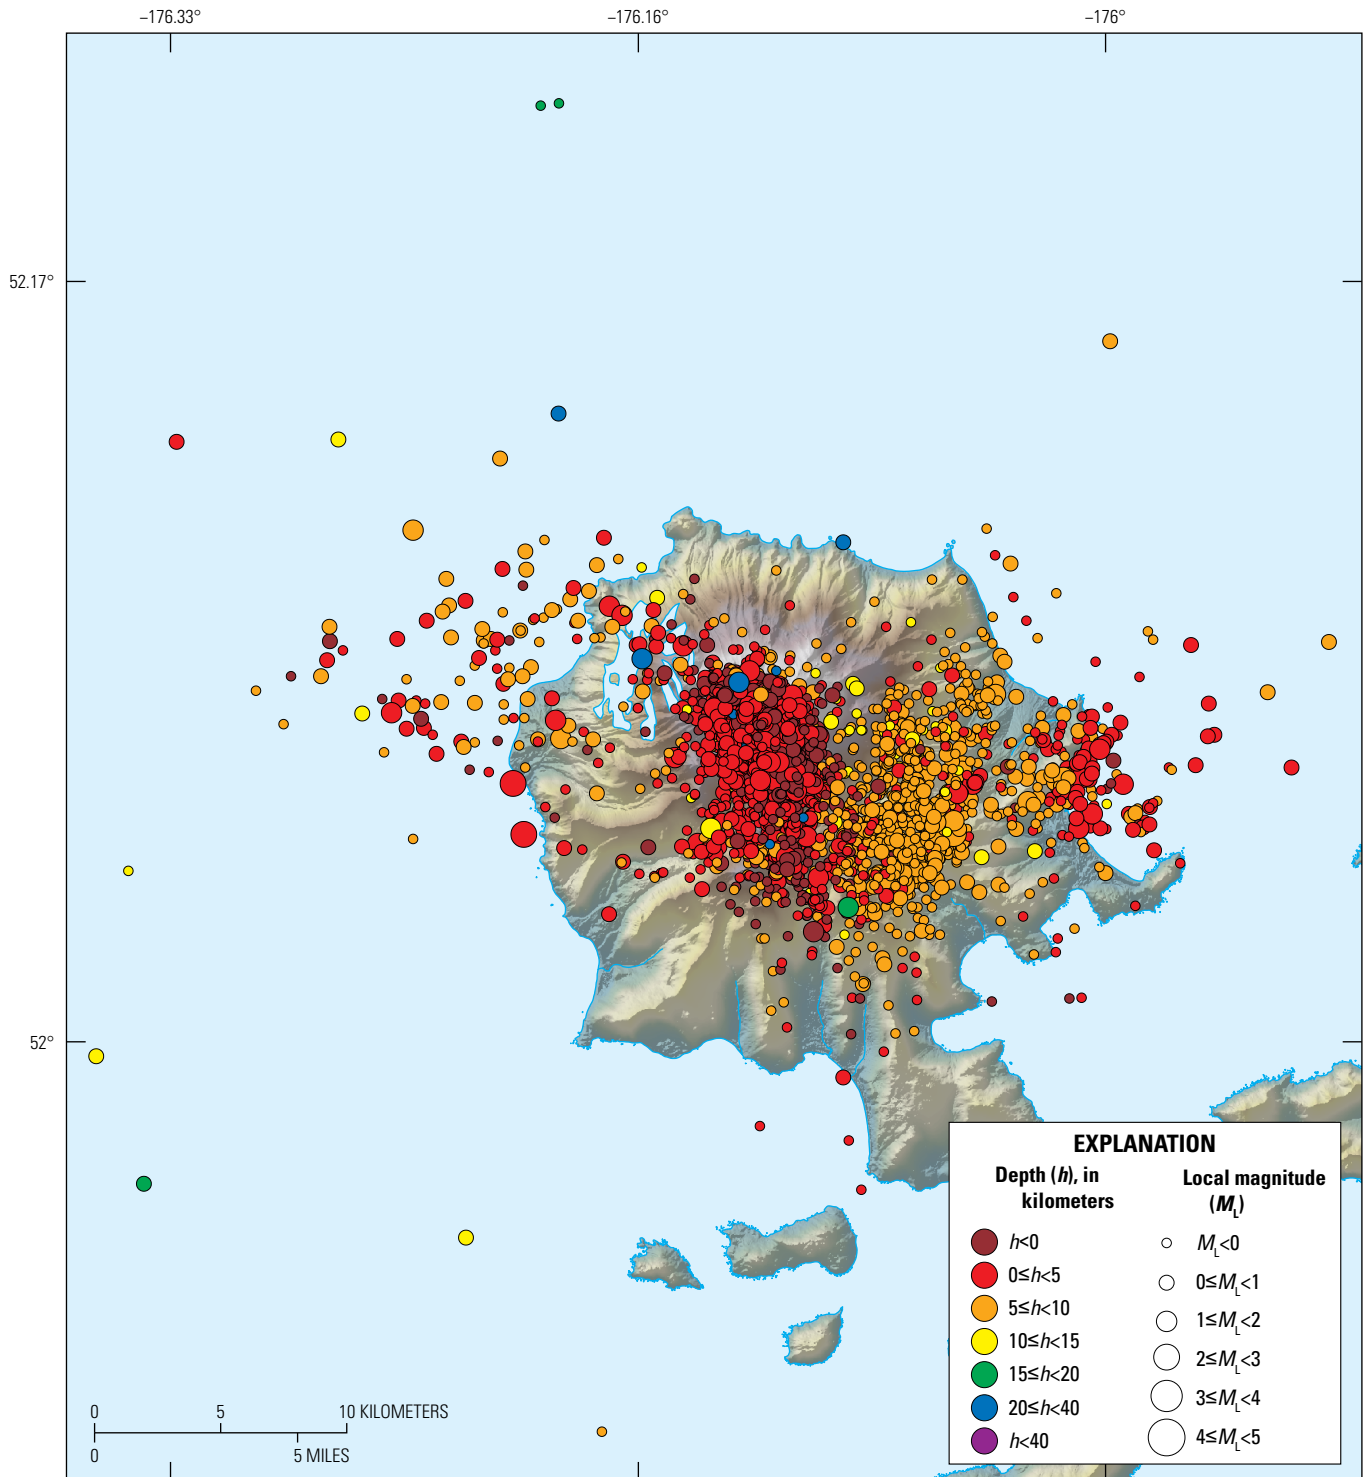 −176.33°
−176.16°
−176°
52.17°
52°
EXPLANATION
Depth (h), in
kilometers
h<0
0≤h<5
5≤h<10
10≤h<15
15≤h<20
20≤h<40
h<40
Local magnitude
(ML)
ML<0
0≤ML<1
1≤ML<2
2≤ML<3
3≤ML<4
4≤ML<5
0 5 10 KILOMETERS
0 5 MILES